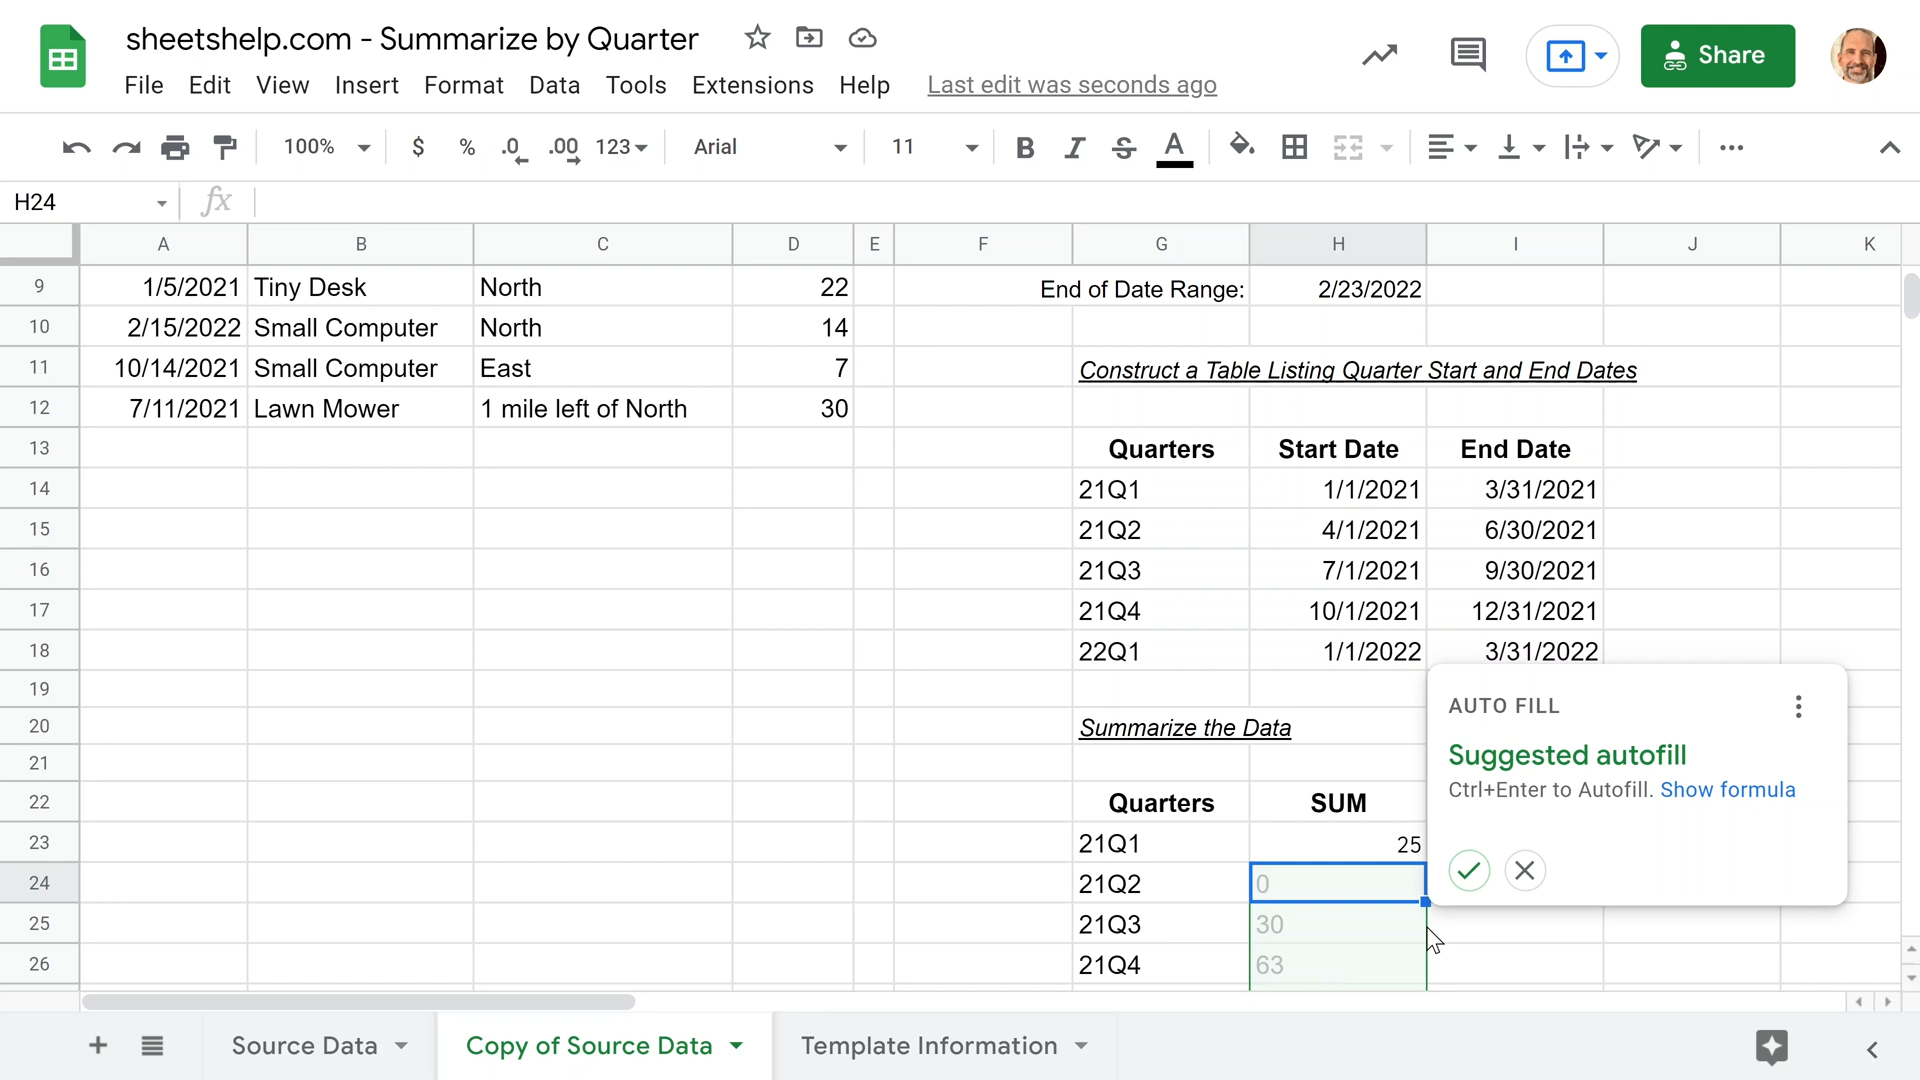 sheetshelp.com - Summarize by Quarter
File Edit View Insert Format Data Tools Extensions Help Last edit was seconds ago
Share
100% $ % .0 .00 123 Arial 11 B I S A
H24 fx
A B C D E F G H I J K
9 1/5/2021 Tiny Desk North 22 End of Date Range: 2/23/2022
10 2/15/2022 Small Computer North 14
11 10/14/2021 Small Computer East 7 Construct a Table Listing Quarter Start and End Dates
12 7/11/2021 Lawn Mower 1 mile left of North 30
13 Quarters Start Date End Date
14 21Q1 1/1/2021 3/31/2021
15 21Q2 4/1/2021 6/30/2021
16 21Q3 7/1/2021 9/30/2021
17 21Q4 10/1/2021 12/31/2021
18 22Q1 1/1/2022 3/31/2022
19
20 Summarize the Data
21
22 Quarters SUM
23 21Q1 25
24 21Q2 0
25 21Q3 30
26 21Q4 63
AUTO FILL
Suggested autofill
Ctrl+Enter to Autofill. Show formula
Source Data Copy of Source Data Template Information